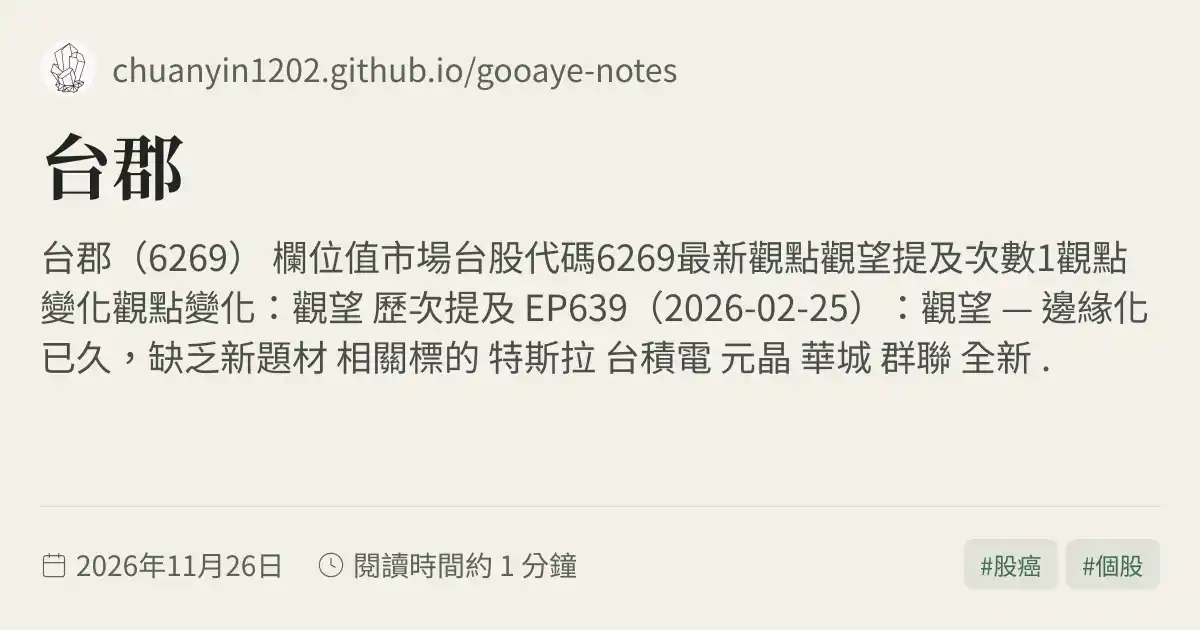 chuanyin1202.github.io/gooaye-notes
台郡
台郡（6269） 欄位值市場台股代碼6269最新觀點觀望提及次數1觀點
變化觀點變化：觀望 歷次提及 EP639（2026-02-25）：觀望 — 邊緣化
已久，缺乏新題材 相關標的 特斯拉 台積電 元晶 華城 群聯 全新 .
2026年11月26日 閱讀時間約 1 分鐘 #股癌 #個股